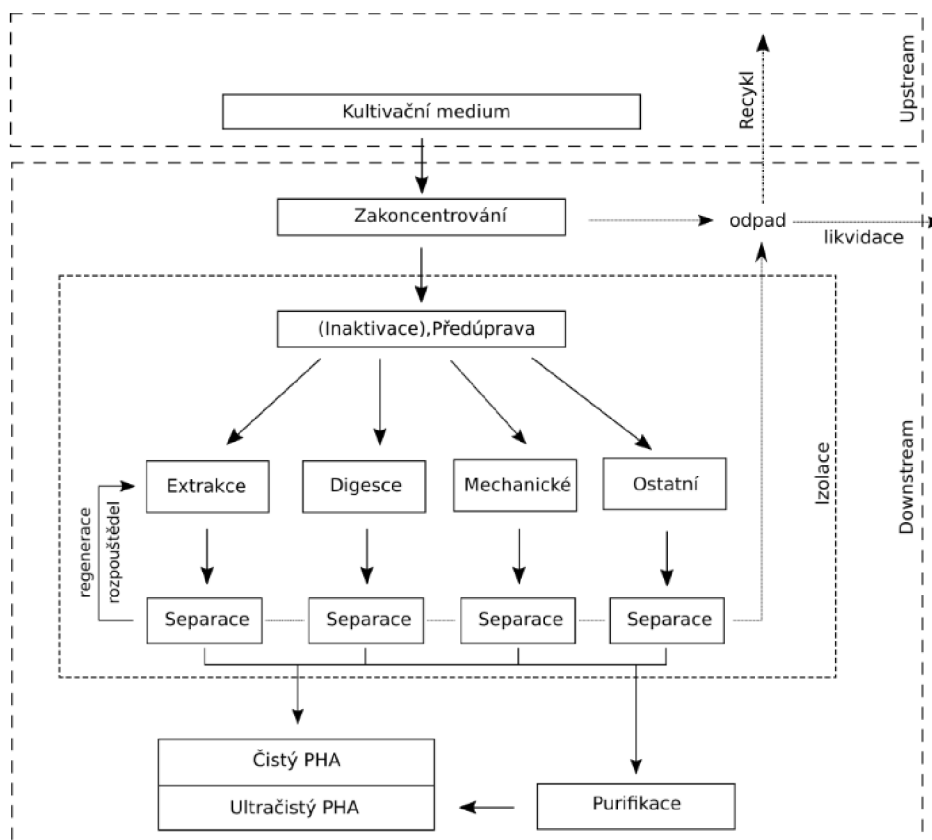 Upstream
Recykl
Kultivační medium
Zakoncentrování
odpad
likvidace
(Inaktivace),Předúprava
Extrakce
Digesce
Mechanické
Ostatní
Izolace
Downstream
regenerace
rozpouštědel
Separace
Separace
Separace
Separace
Čistý PHA
Ultračistý PHA
Purifikace